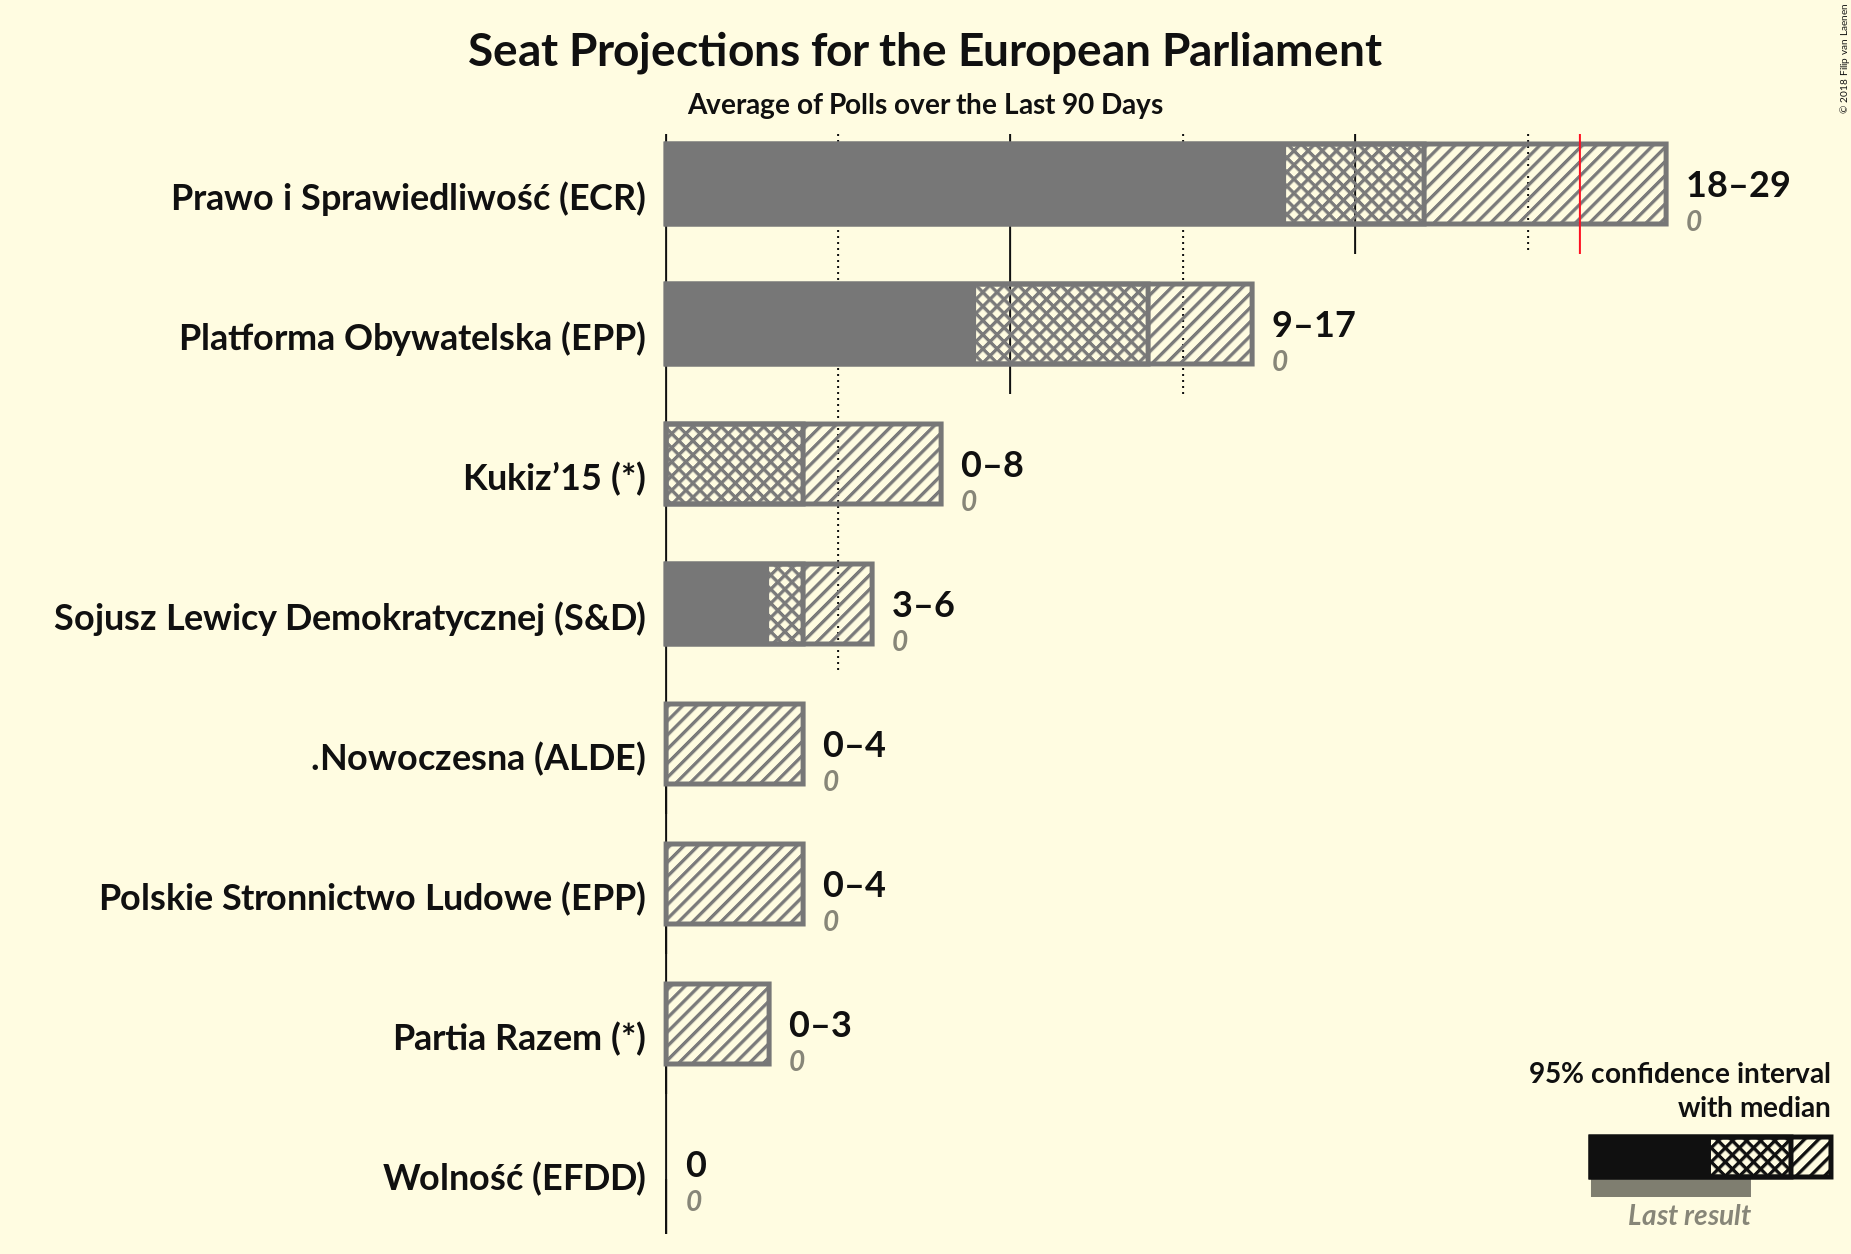 Seat Projections for the European Parliament
Average of Polls over the Last 90 Days
© 2018 Filip van Laenen
Prawo i Sprawiedliwość (ECR)
18–29
0
Platforma Obywatelska (EPP)
9–17
0
Kukiz’15 (*)
0–8
0
Sojusz Lewicy Demokratycznej (S&D)
3–6
0
.Nowoczesna (ALDE)
0–4
0
Polskie Stronnictwo Ludowe (EPP)
0–4
0
Partia Razem (*)
0–3
0
Wolność (EFDD)
0
0
95% confidence interval
with median
Last result